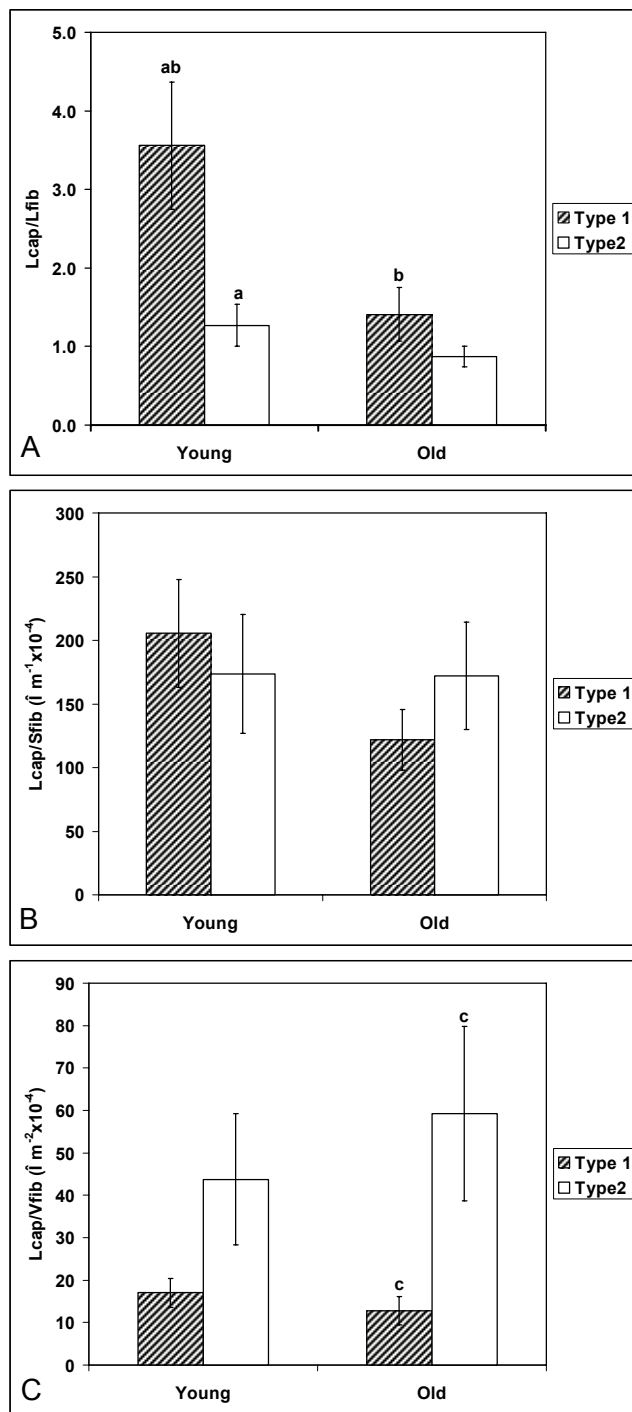 5.0
ab
4.0
3.0
Lcap/Lfib
Type 1
Type2
2.0
b
a
1.0
0.0
A
Young Old
300
250
200
Lcap/Sfib (Î m-1x10-4)
Type 1
Type2
150
100
50
0
B
Young Old
90
80
c
70
60
Lcap/Vfib (Î m-2x10-4)
50
Type 1
Type2
40
30
20
c
10
0
C
Young Old